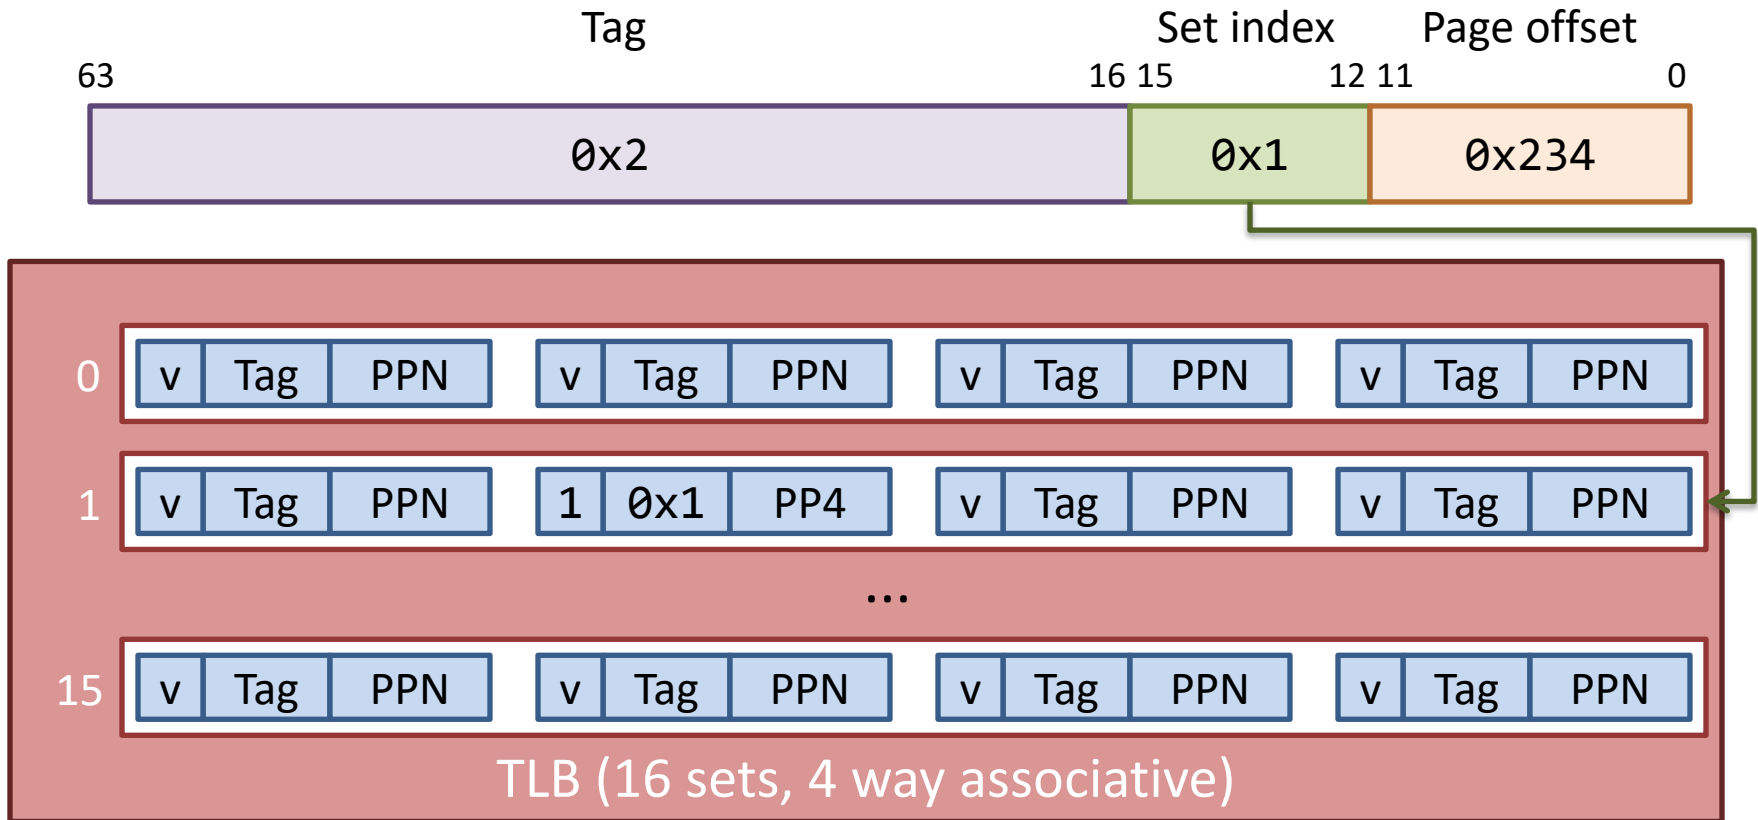 Tag Set index Page offset
63 16 15 12 11 0
0x2 0x1 0x234
0 v Tag PPN v Tag PPN v Tag PPN v Tag PPN
1 v Tag PPN 1 0x1 PP4 v Tag PPN v Tag PPN
...
15 v Tag PPN v Tag PPN v Tag PPN v Tag PPN
TLB (16 sets, 4 way associative)